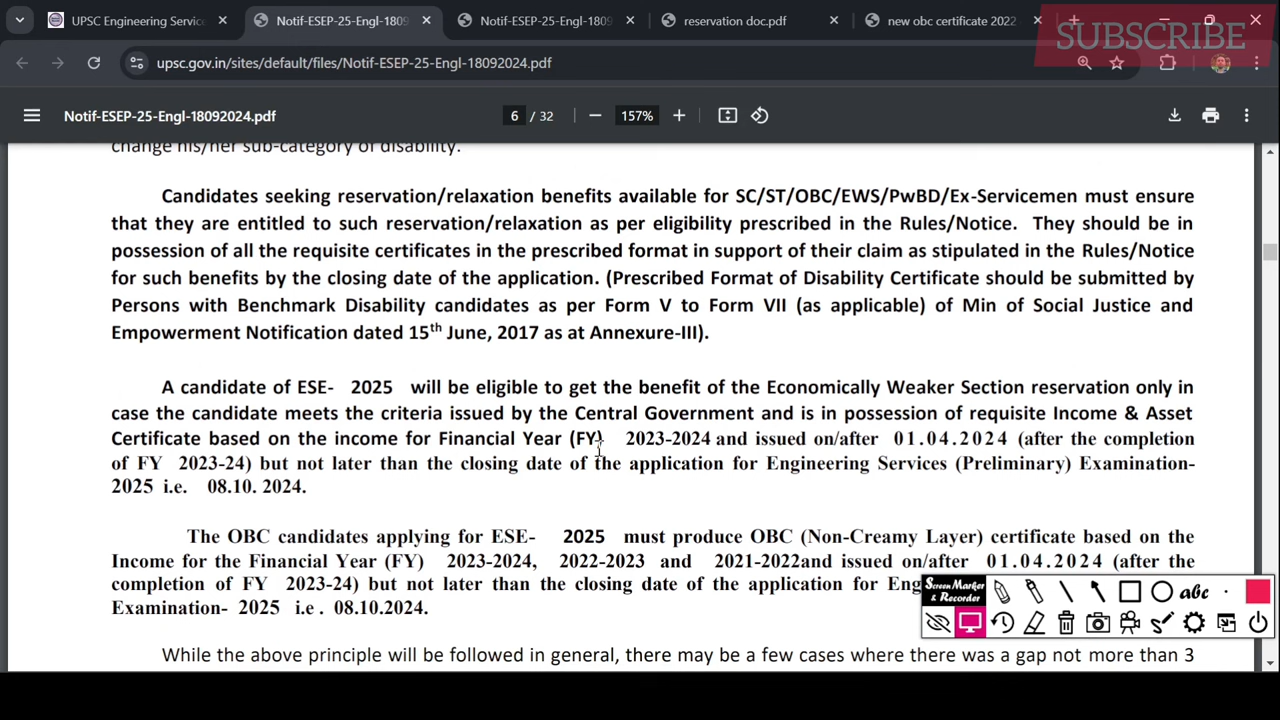 UPSC Engineering Servic
Notif-ESEP-25-Engl-1809
Notif-ESEP-25-Engl-1809
reservation doc.pdf
new obc certificate 2022
SUBSCRIBE
upsc.gov.in/sites/default/files/Notif-ESEP-25-Engl-18092024.pdf
Notif-ESEP-25-Engl-18092024.pdf
6 / 32
157%
change his/her sub-category of disability.
Candidates seeking reservation/relaxation benefits available for SC/ST/OBC/EWS/PwBD/Ex-Servicemen must ensure
that they are entitled to such reservation/relaxation as per eligibility prescribed in the Rules/Notice. They should be in
possession of all the requisite certificates in the prescribed format in support of their claim as stipulated in the Rules/Notice
for such benefits by the closing date of the application. (Prescribed Format of Disability Certificate should be submitted by
Persons with Benchmark Disability candidates as per Form V to Form VII (as applicable) of Min of Social Justice and
Empowerment Notification dated 15th June, 2017 as at Annexure-III).
A candidate of ESE- 2025 will be eligible to get the benefit of the Economically Weaker Section reservation only in
case the candidate meets the criteria issued by the Central Government and is in possession of requisite Income & Asset
Certificate based on the income for Financial Year (FY) 2023-2024 and issued on/after 01.04.2024 (after the completion
of FY 2023-24) but not later than the closing date of the application for Engineering Services (Preliminary) Examination-
2025 i.e. 08.10. 2024.
The OBC candidates applying for ESE- 2025 must produce OBC (Non-Creamy Layer) certificate based on the
Income for the Financial Year (FY) 2023-2024, 2022-2023 and 2021-2022and issued on/after 01.04.2024 (after the
completion of FY 2023-24) but not later than the closing date of the application for Eng
Examination- 2025 i.e . 08.10.2024.
Screen Marker
& Recorder
abc
While the above principle will be followed in general, there may be a few cases where there was a gap not more than 3